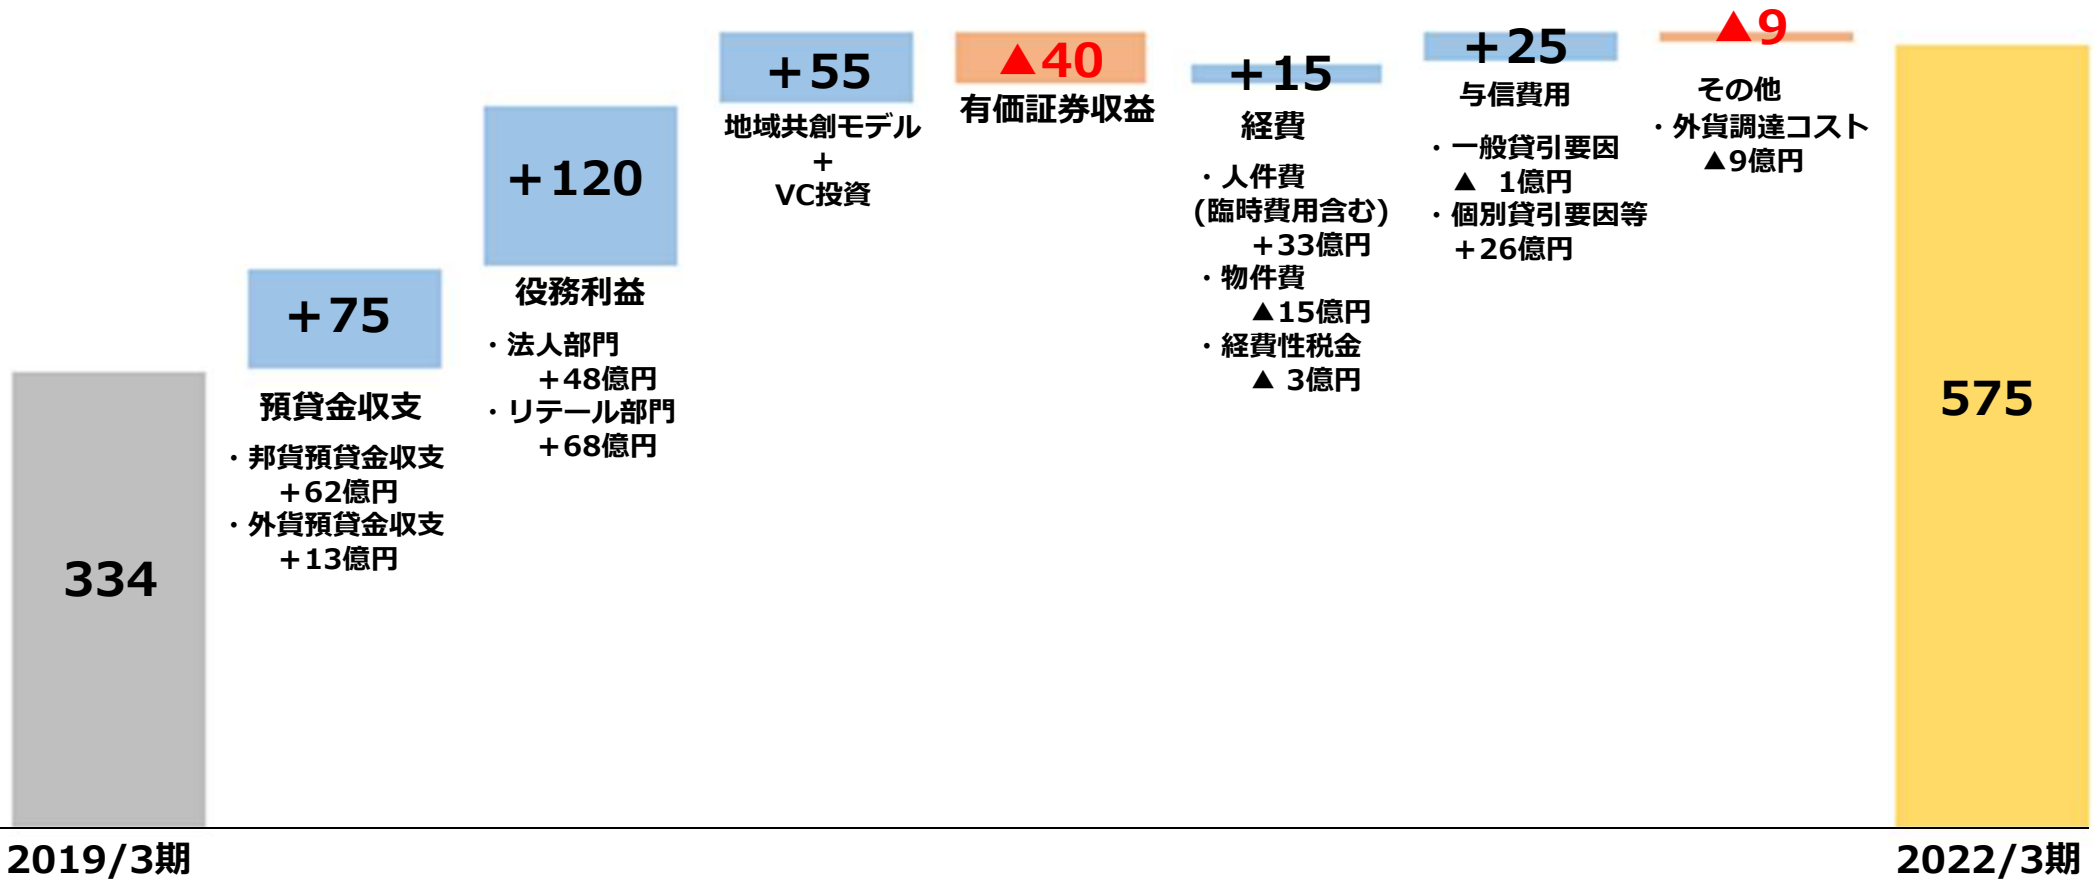 334
2019/3期
+75
預貸金収支
・邦貨預貸金収支
+62億円
・外貨預貸金収支
+13億円
+120
役務利益
・法人部門
+48億円
・リテール部門
+68億円
+55
地域共創モデル
+
VC投資
▲40
有価証券収益
+15
経費
・人件費
(臨時費用含む)
+33億円
・物件費
▲15億円
・経費性税金
▲ 3億円
+25
与信費用
・一般貸引要因
▲ 1億円
・個別貸引要因等
+26億円
▲9
その他
・外貨調達コスト
▲9億円
575
2022/3期